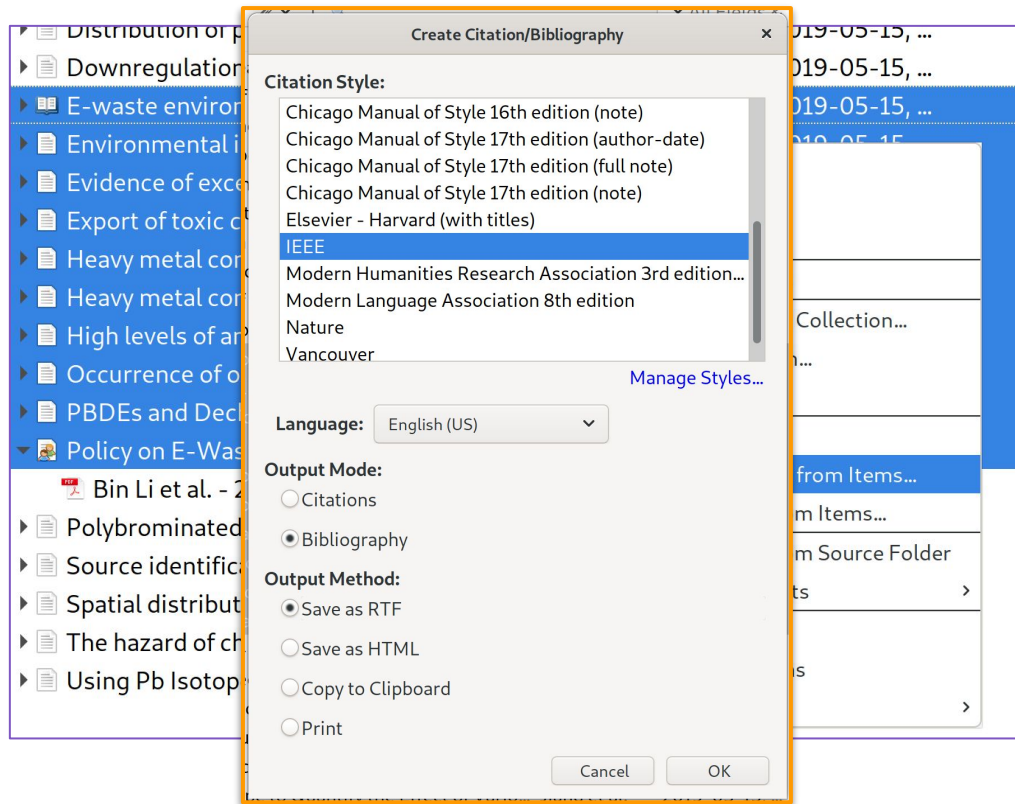 All Fields
Distribution of p
019-05-15, ...
Create Citation/Bibliography
×
Downregulation
019-05-15, ...
Citation Style:
E-waste environ
019-05-15, ...
Chicago Manual of Style 16th edition (note)
Chicago Manual of Style 17th edition (author-date)
Environmental i
Chicago Manual of Style 17th edition (full note)
Evidence of exce
Chicago Manual of Style 17th edition (note)
Export of toxic c
Elsevier - Harvard (with titles)
IEEE
Heavy metal con
Modern Humanities Research Association 3rd edition...
Heavy metal con
Modern Language Association 8th edition
Collection...
High levels of an
Nature
Vancouver
Occurrence of o
Manage Styles...
PBDEs and Decl
Language: English (US)
Policy on E-Was
Output Mode:
from Items...
Bin Li et al. - 2
Citations
m Items...
Polybrominated
Bibliography
m Source Folder
Source identifica
Output Method:
ts
Spatial distribut
Save as RTF
The hazard of ch
Save as HTML
Using Pb Isotop
Copy to Clipboard
Print
Cancel
OK